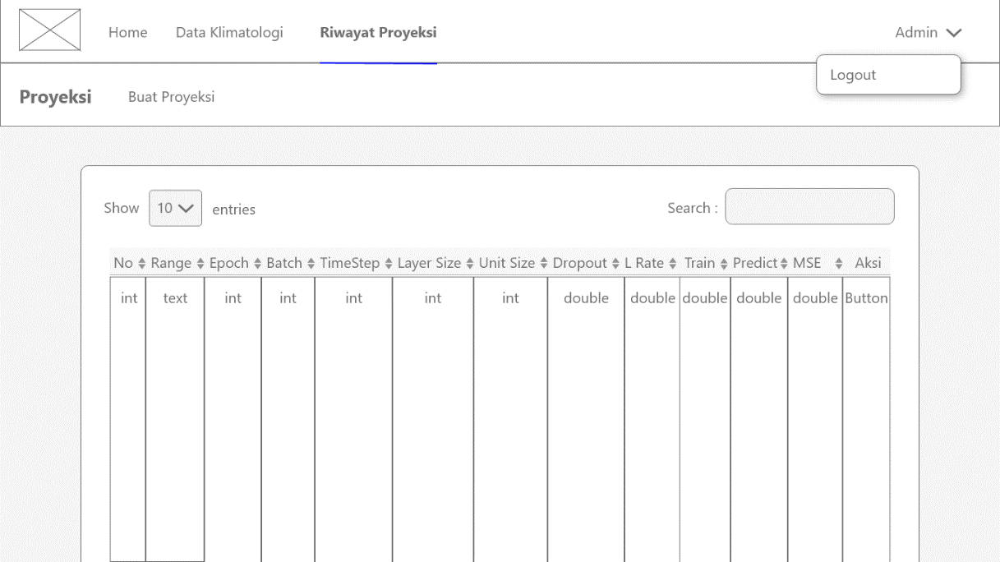 Home Data Klimatologi Riwayat Proyeksi Admin
Logout
Proyeksi Buat Proyeksi
Show 10 entries Search :
No Range Epoch Batch TimeStep Layer Size Unit Size Dropout L Rate Train Predict MSE Aksi
int text int int int int int double double double double double Button